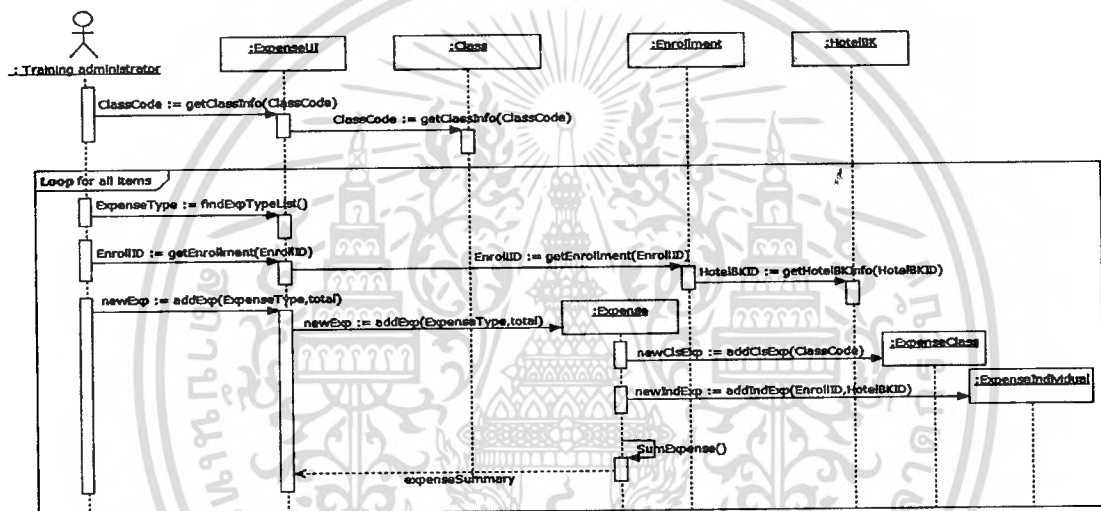 :ExpenseUI
:Class
:Enrollment
:HotelBK
: Training administrator
ClassCode := getClassInfo(ClassCode)
ClassCode := getClassInfo(ClassCode)
Loop for all items
ExpenseType := findExpTypeList()
EnrollID := getEnrollment(EnrollID)
EnrollID := getEnrollment(EnrollID)
HotelBKID := getHotelBKInfo(HotelBKID)
newExp := addExp(ExpenseType,total)
newExp := addExp(ExpenseType,total)
:Expense
newClsExp := addClsExp(ClassCode)
:ExpenseClass
newIndExp := addIndExp(EnrollID,HotelBKID)
:ExpenseIndividual
SumExpense()
expenseSummary